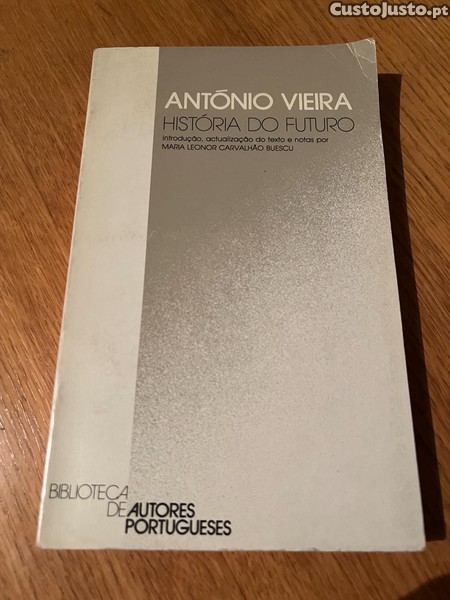 CustoJusto.pt
ANTÓNIO VIEIRA
HISTÓRIA DO FUTURO
introdução, actualização do texto e notas por
MARIA LEONOR CARVALHÃO BUESCU
BIBLIOTECA
DE AUTORES
PORTUGUESES